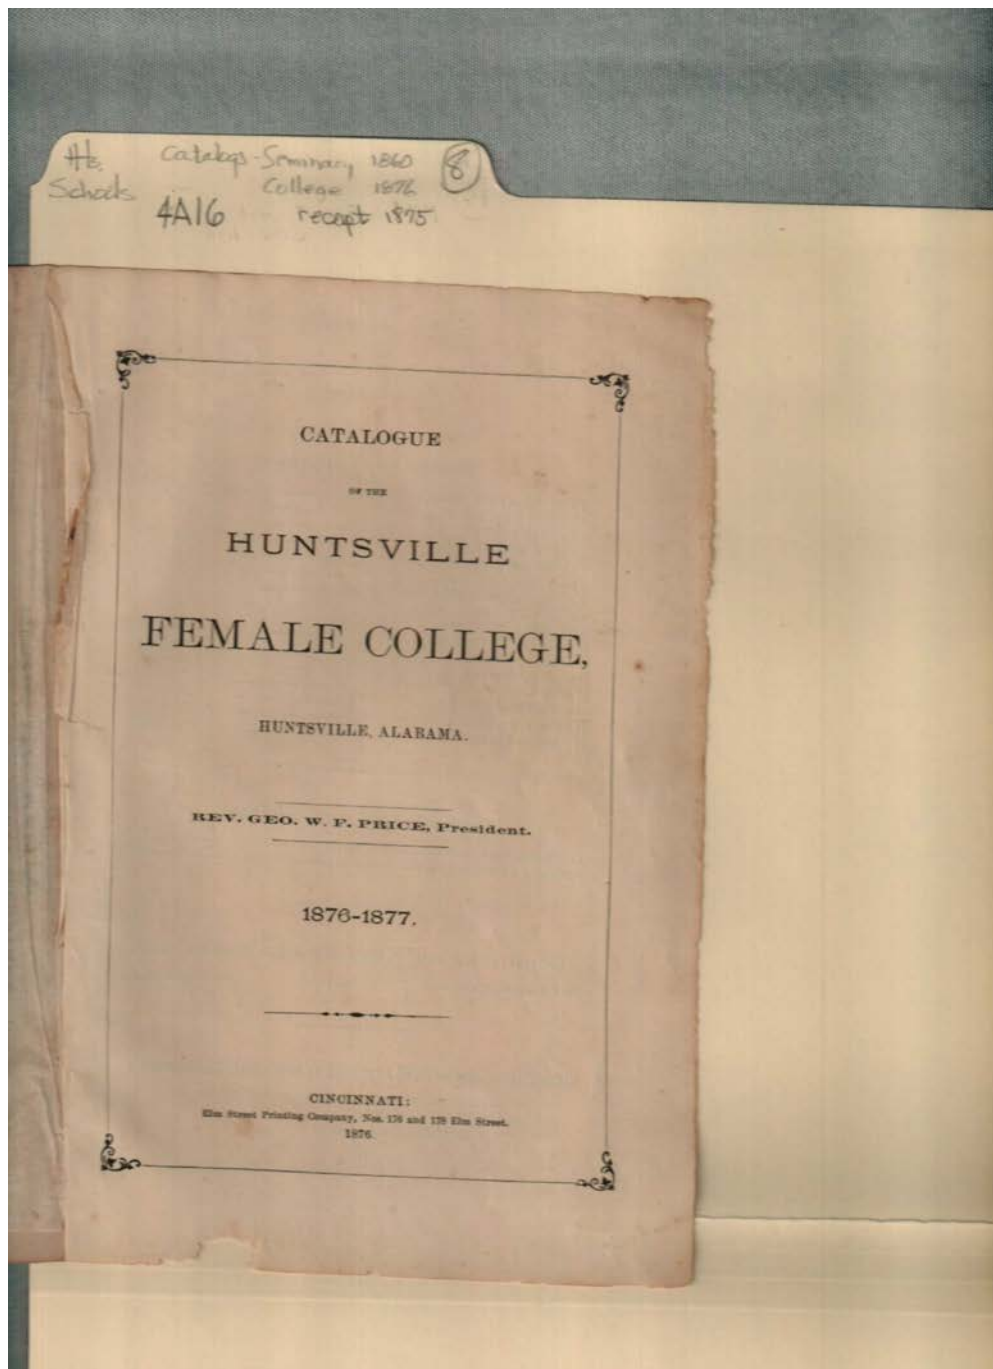 Hts. Catalogs - Seminary 1860 8
Schools College 1876
4A16 receipt 1875
CATALOGUE
OF THE
HUNTSVILLE
FEMALE COLLEGE,
HUNTSVILLE, ALABAMA.
REV. GEO. W. F. PRICE, President.
1876-1877.
CINCINNATI:
Elm Street Printing Company, Nos. 176 and 178 Elm Street.
1876.